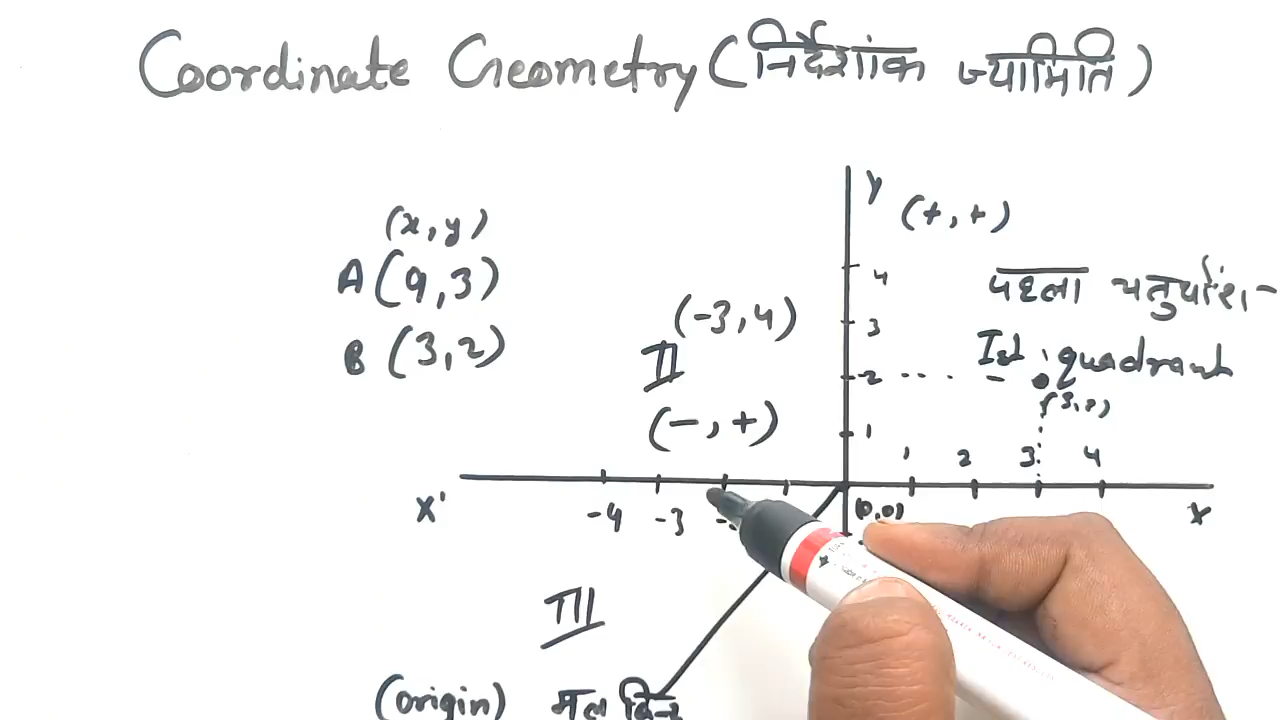 Coordinate Geometry (निर्देशांक ज्यामिति)
Y
(+,+)
(x,y)
A (9,3)
B (3,2)
(-3,4)
II
(-,+)
4
3
2
1
पहला चतुर्थांश
Ist quadrant
(3,2)
1 2 3 4
X'
X
-4 -3
(0,0)
III
(origin) मूल बिन्दु